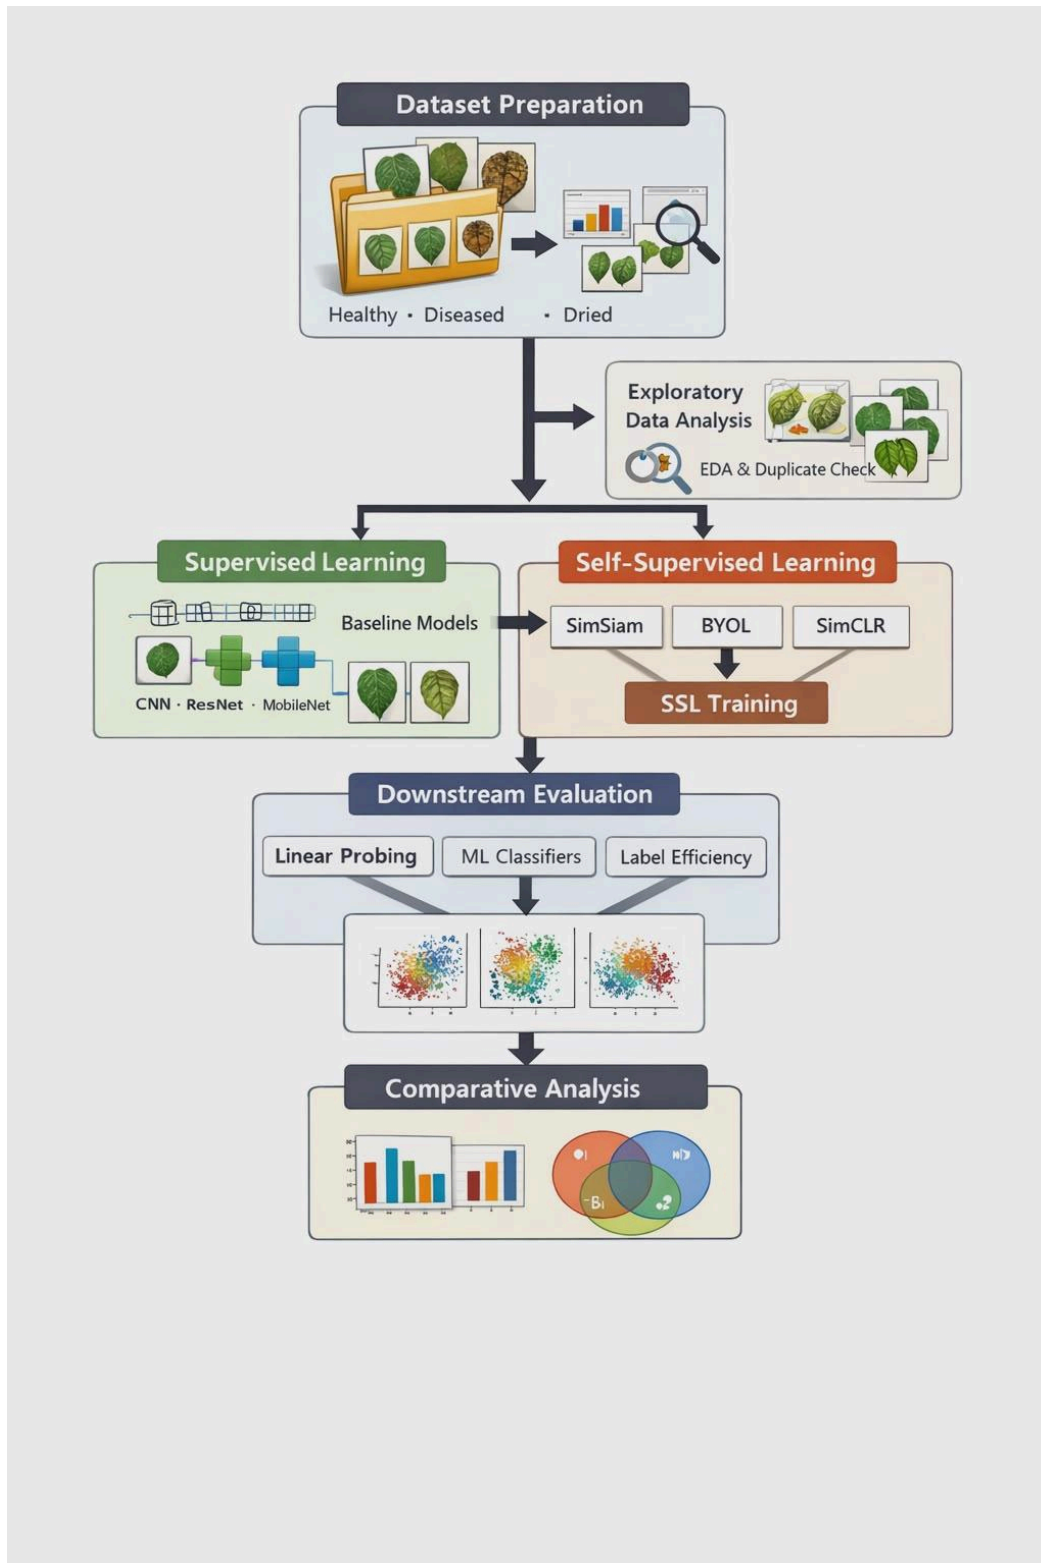 Dataset Preparation
Healthy · Diseased · Dried
Exploratory
Data Analysis
EDA & Duplicate Check
Supervised Learning
Baseline Models
CNN · ResNet · MobileNet
Self-Supervised Learning
SimSiam
BYOL
SimCLR
SSL Training
Downstream Evaluation
Linear Probing
ML Classifiers
Label Efficiency
Comparative Analysis